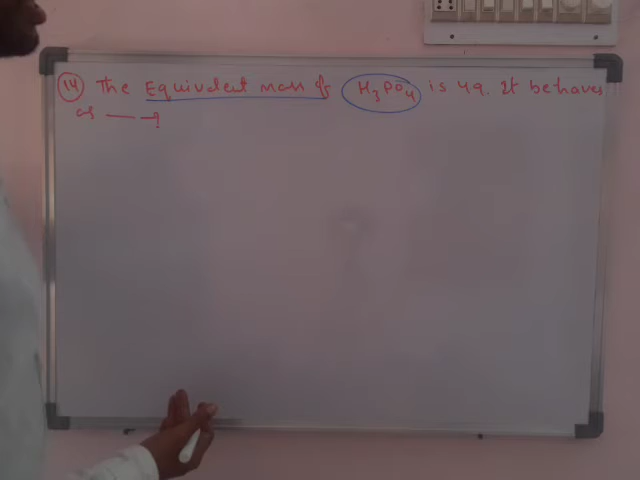 14 The Equivalent mass of H3PO4 is 49. It behaves
as — ?